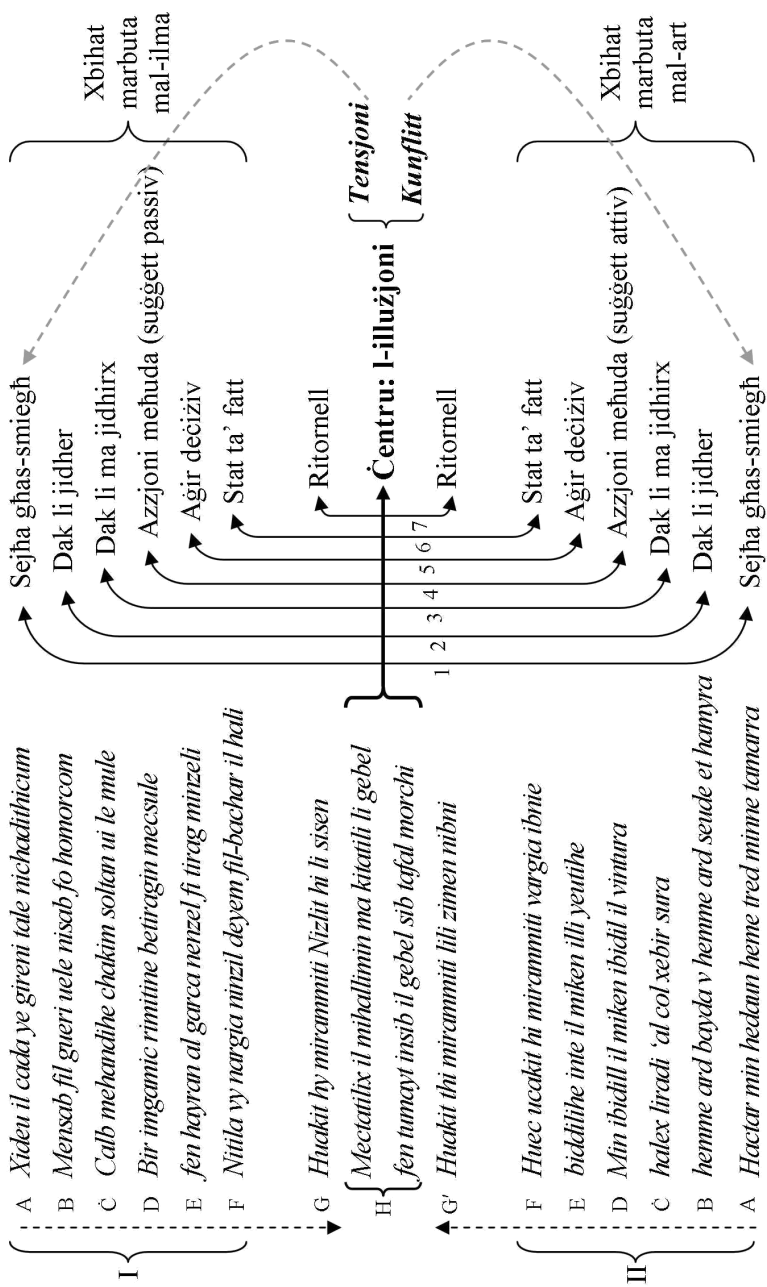 I
A Xideu il cada ye gireni tale nichadithicum Sejħa għas-smiegħ
B Mensab fil gueri uele nisab fo homorcom Dak li jidher
Ċ Calb mehandihe chakim soltan ui le mule Dak li ma jidhirx
D Bir imgamic rimitine betiragin mecsule Azzjoni meħuda (suġġett passiv)
E fen hayran al garca nenzel fi tirag minzeli Aġir deċiżiv
F Nitila vy nargia ninzil deyem fil-bachar il hali Stat ta’ fatt
Xbihat
marbuta
mal-ilma
G Huakit hy mirammiti Nizlit hi li sisen Ritornell
H Mectatilix il mihallimin ma kitatili li gebel
fen tumayt insib il gebel sib tafal morchi
Ċentru: l-illużjoni
Tensjoni
Kunflitt
G' Huakit thi mirammiti lili zimen nibni Ritornell
1 2 3 4 5 6 7
II
F Huec ucakit hi mirammiti vargia ibnie Stat ta’ fatt
E biddilihe inte il miken illi yeutihe Aġir deċiżiv
D Min ibidill il miken ibidil il vintura Azzjoni meħuda (suġġett attiv)
Ċ halex liradi ‘al col xebir sura Dak li ma jidhirx
B hemme ard bayda v hemme ard seude et hamyra Dak li jidher
A Hactar min hedaun heme tred minne tamarra Sejħa għas-smiegħ
Xbihat
marbuta
mal-art